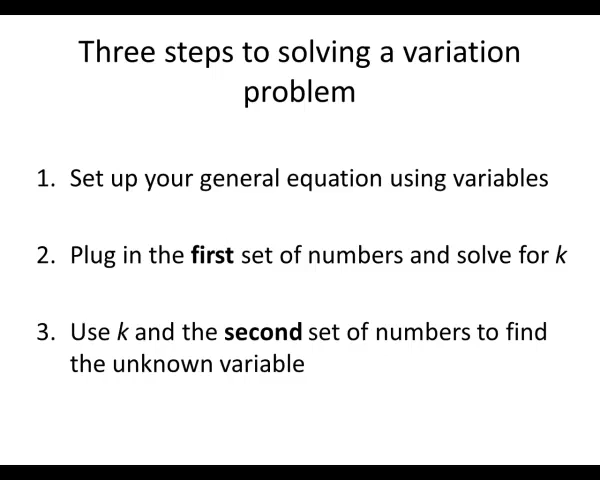 Three steps to solving a variation
problem
1. Set up your general equation using variables
2. Plug in the first set of numbers and solve for k
3. Use k and the second set of numbers to find
the unknown variable